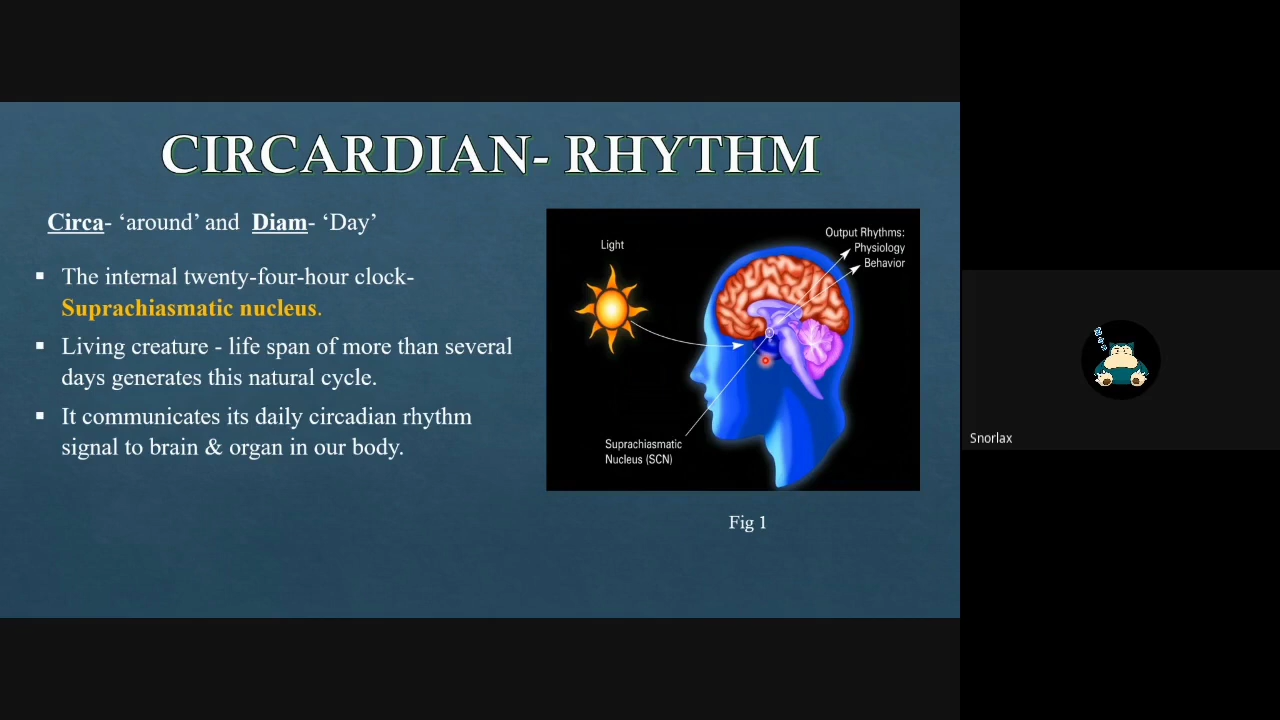 CIRCARDIAN- RHYTHM
Circa- ‘around’ and Diam- ‘Day’
▪ The internal twenty-four-hour clock-
Suprachiasmatic nucleus.
▪ Living creature - life span of more than several
days generates this natural cycle.
▪ It communicates its daily circadian rhythm
signal to brain & organ in our body.
Light
Output Rhythms:
Physiology
Behavior
Suprachiasmatic
Nucleus (SCN)
Fig 1
Snorlax